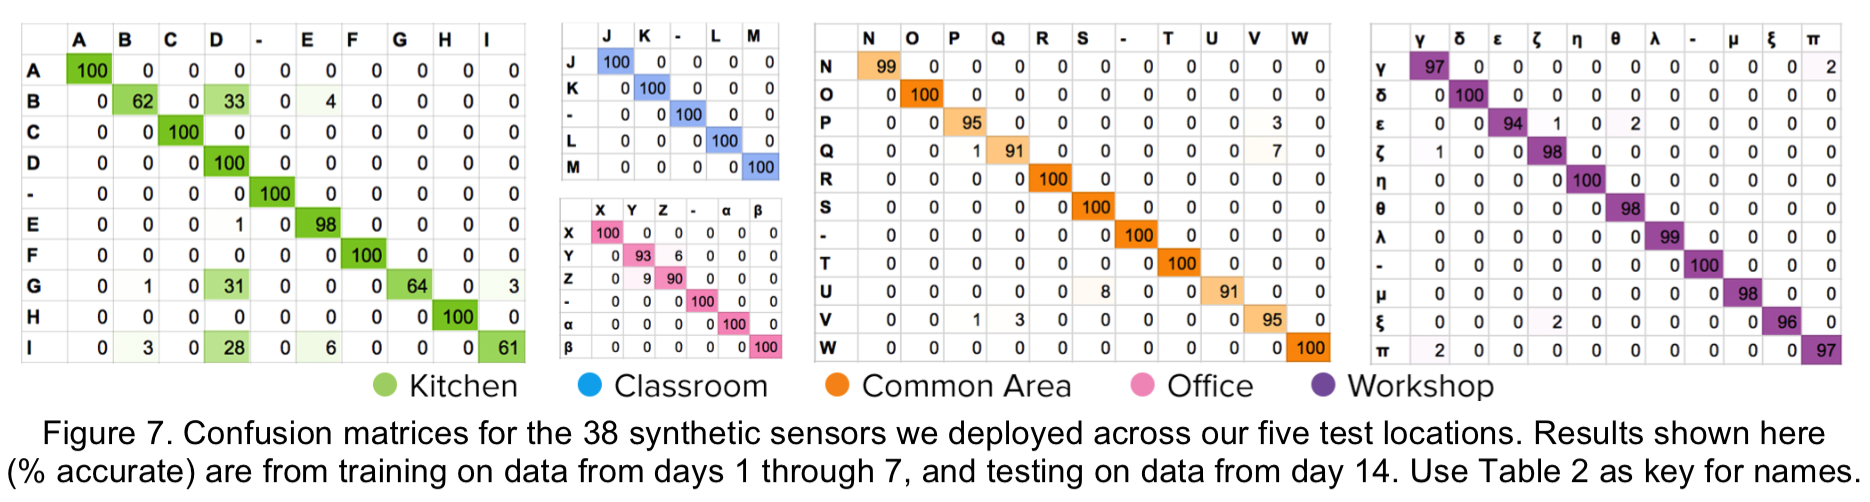 A B C D - E F G H I
A 100 0 0 0 0 0 0 0 0 0
B 0 62 0 33 0 4 0 0 0 0
C 0 0 100 0 0 0 0 0 0 0
D 0 0 0 100 0 0 0 0 0 0
- 0 0 0 0 100 0 0 0 0 0
E 0 0 0 1 0 98 0 0 0 0
F 0 0 0 0 0 0 100 0 0 0
G 0 1 0 31 0 0 0 64 0 3
H 0 0 0 0 0 0 0 0 100 0
I 0 3 0 28 0 6 0 0 0 61
J K - L M
J 100 0 0 0 0
K 0 100 0 0 0
- 0 0 100 0 0
L 0 0 0 100 0
M 0 0 0 0 100
X Y Z - α β
X 100 0 0 0 0 0
Y 0 93 6 0 0 0
Z 0 9 90 0 0 0
- 0 0 0 100 0 0
α 0 0 0 0 100 0
β 0 0 0 0 0 100
N O P Q R S - T U V W
N 99 0 0 0 0 0 0 0 0 0 0
O 0 100 0 0 0 0 0 0 0 0 0
P 0 0 95 0 0 0 0 0 0 3 0
Q 0 0 1 91 0 0 0 0 0 7 0
R 0 0 0 0 100 0 0 0 0 0 0
S 0 0 0 0 0 100 0 0 0 0 0
- 0 0 0 0 0 0 100 0 0 0 0
T 0 0 0 0 0 0 0 100 0 0 0
U 0 0 0 0 0 8 0 0 91 0 0
V 0 0 1 3 0 0 0 0 0 95 0
W 0 0 0 0 0 0 0 0 0 0 100
γ δ ε ζ η θ λ - μ ξ π
γ 97 0 0 0 0 0 0 0 0 0 2
δ 0 100 0 0 0 0 0 0 0 0 0
ε 0 0 94 1 0 2 0 0 0 0 0
ζ 1 0 0 98 0 0 0 0 0 0 0
η 0 0 0 0 100 0 0 0 0 0 0
θ 0 0 0 0 0 98 0 0 0 0 0
λ 0 0 0 0 0 0 99 0 0 0 0
- 0 0 0 0 0 0 0 100 0 0 0
μ 0 0 0 0 0 0 0 0 98 0 0
ξ 0 0 0 2 0 0 0 0 0 96 0
π 2 0 0 0 0 0 0 0 0 0 97
Kitchen Classroom Common Area Office Workshop
Figure 7. Confusion matrices for the 38 synthetic sensors we deployed across our five test locations. Results shown here
(% accurate) are from training on data from days 1 through 7, and testing on data from day 14. Use Table 2 as key for names.